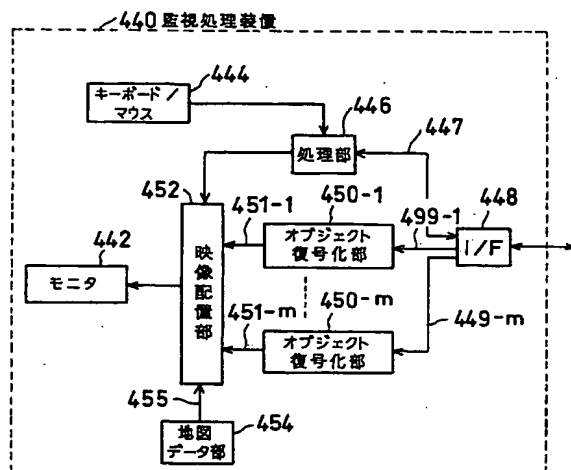 440 監視処理装置
444
キーボード/
マウス
446
処理部
447
452
451-1
450-1
オブジェクト
復号化部
499-1
448
I/F
442
モニタ
映像配置部
451-m
450-m
オブジェクト
復号化部
449-m
455
454
地図
データ部